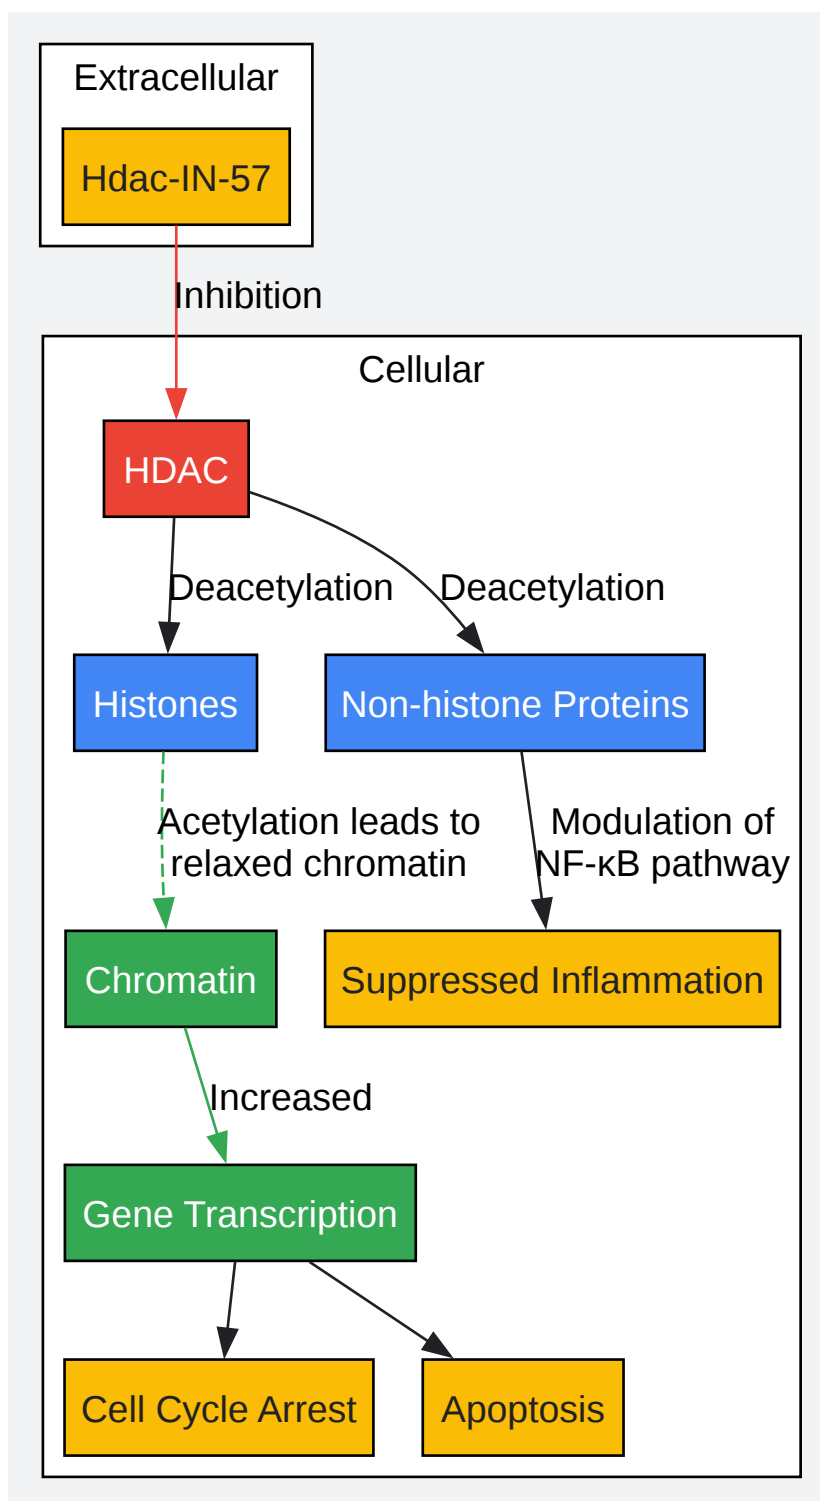 Extracellular
Hdac-IN-57
Inhibition
Cellular
HDAC
Deacetylation
Deacetylation
Histones
Non-histone Proteins
Acetylation leads to
relaxed chromatin
Modulation of
NF-κB pathway
Chromatin
Suppressed Inflammation
Increased
Gene Transcription
Cell Cycle Arrest
Apoptosis